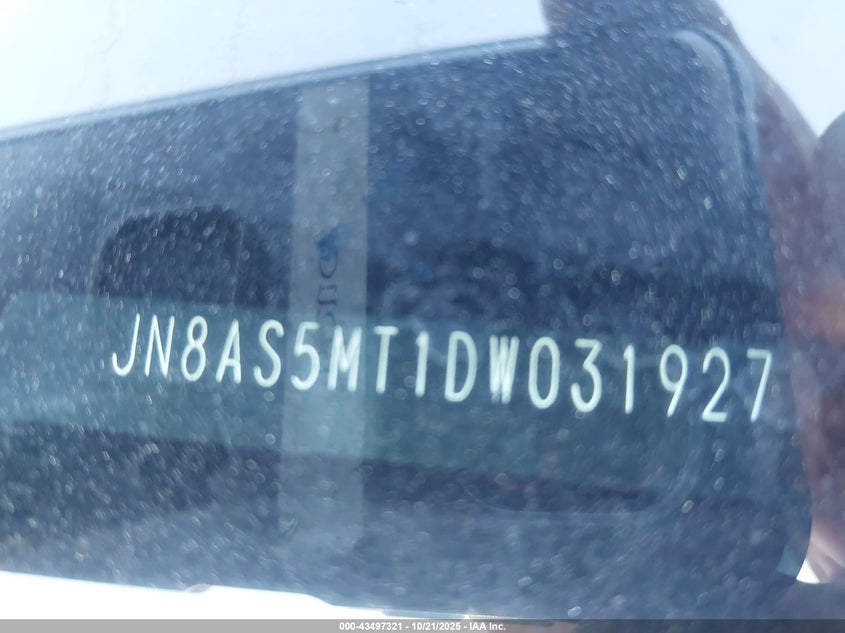 JN8AS5MT1DW031927
000-43497321 - 10/21/2025 - IAA Inc.